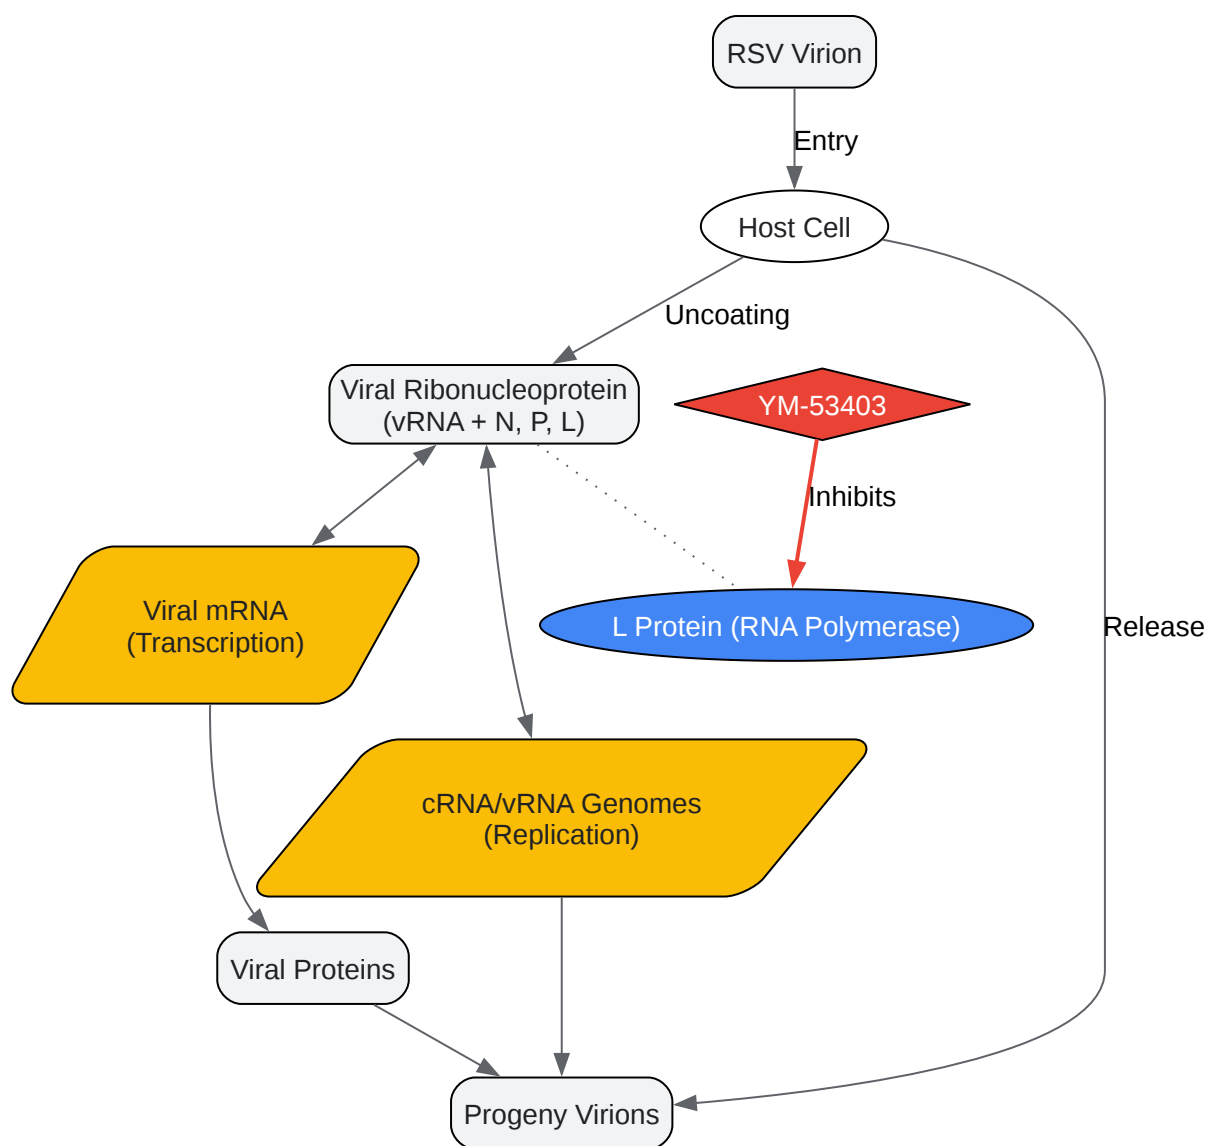 RSV Virion
Entry
Host Cell
Uncoating
Viral Ribonucleoprotein
(vRNA + N, P, L)
YM-53403
Inhibits
Viral mRNA
(Transcription)
L Protein (RNA Polymerase)
Release
cRNA/vRNA Genomes
(Replication)
Viral Proteins
Progeny Virions